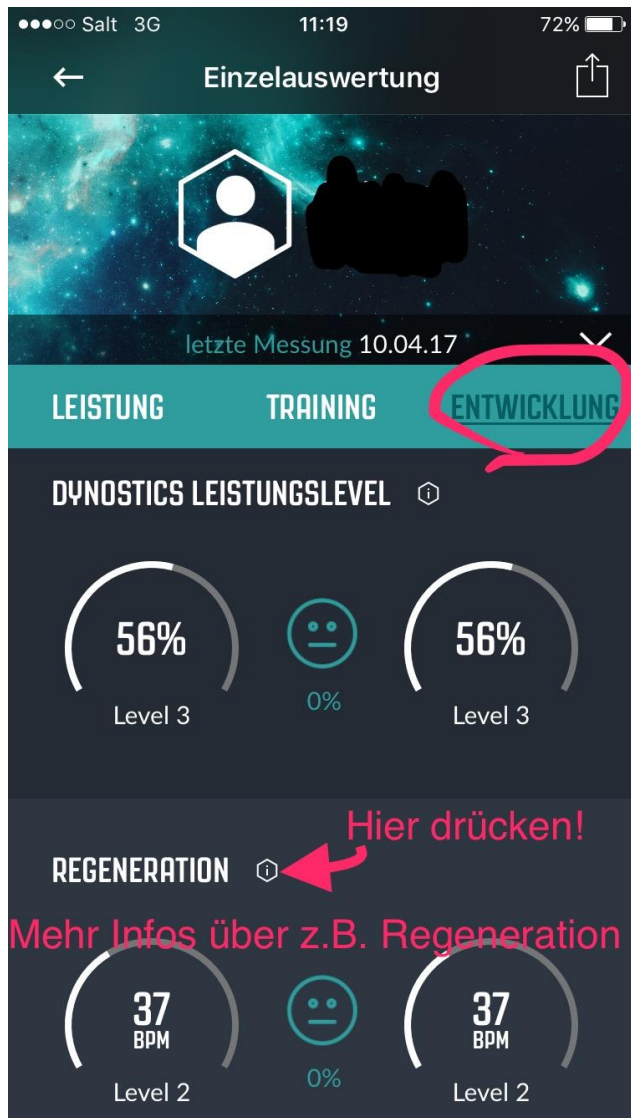 Salt 3G 11:19 72%
Einzelauswertung
letzte Messung 10.04.17
LEISTUNG TRAINING ENTWICKLUNG
DYNOSTICS LEISTUNGSLEVEL
56% 56%
Level 3 0% Level 3
Hier drücken!
REGENERATION
Mehr Infos über z.B. Regeneration
37 37
BPM BPM
Level 2 0% Level 2